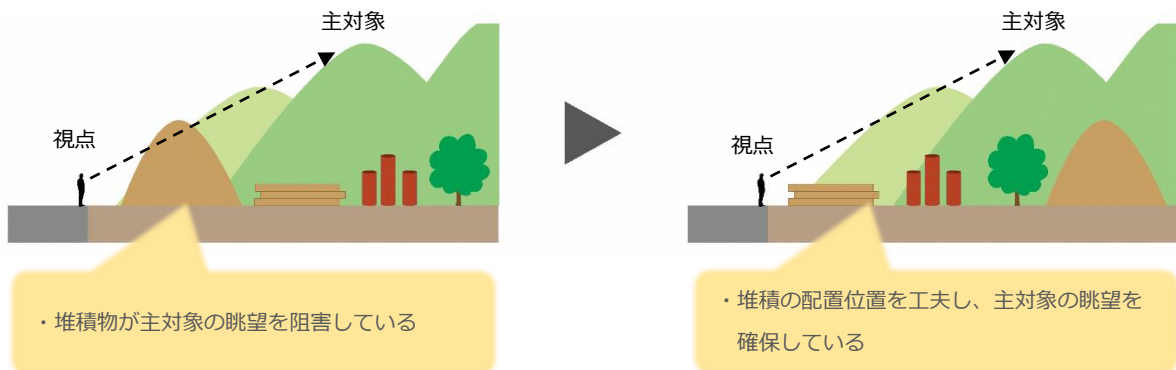 主対象
視点
・堆積物が主対象の眺望を阻害している
主対象
視点
・堆積の配置位置を工夫し、主対象の眺望を
確保している